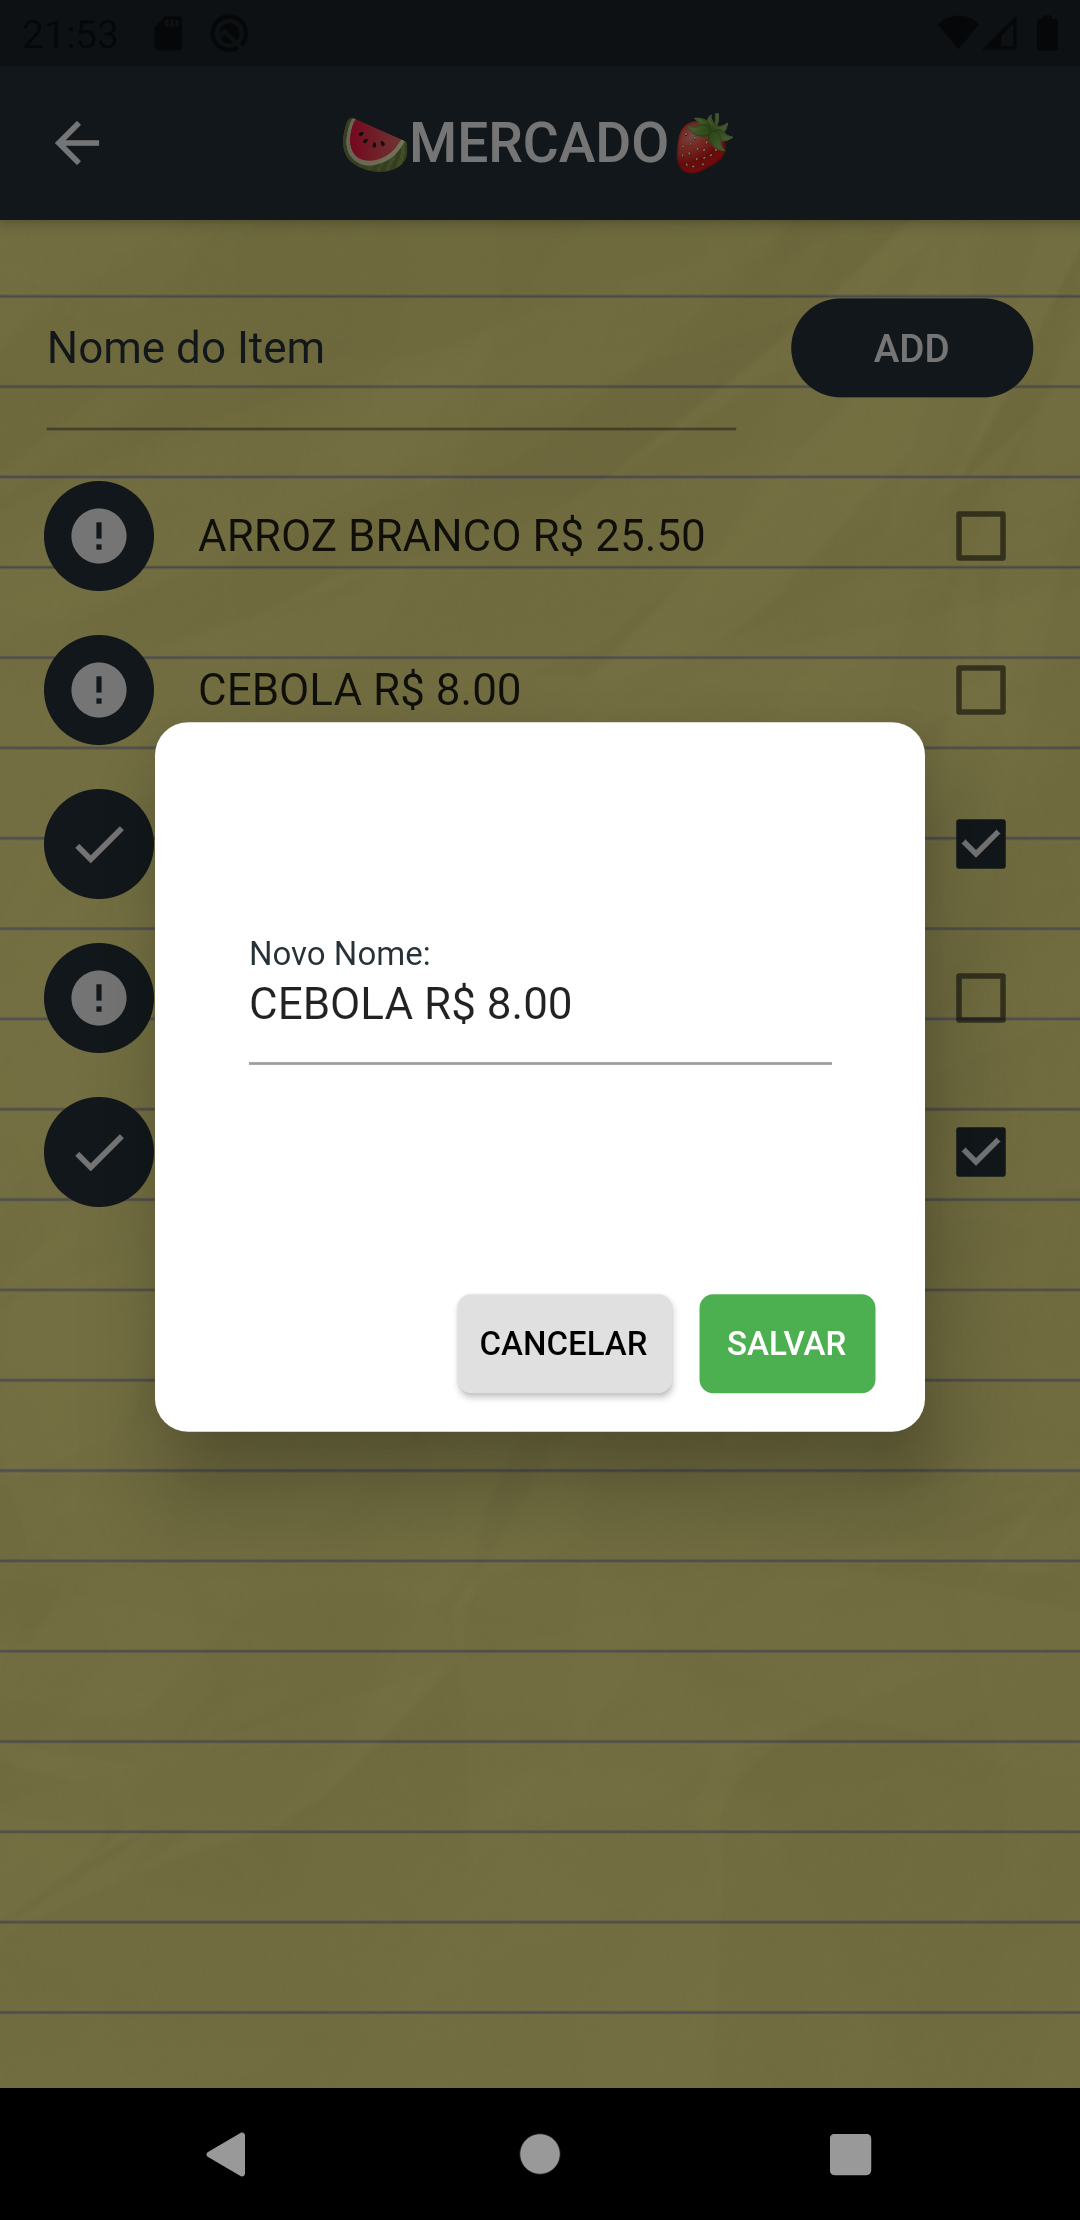 21:53
🍉MERCADO🍓
Nome do Item
ADD
ARROZ BRANCO R$ 25.50
CEBOLA R$ 8.00
Novo Nome:
CEBOLA R$ 8.00
CANCELAR
SALVAR